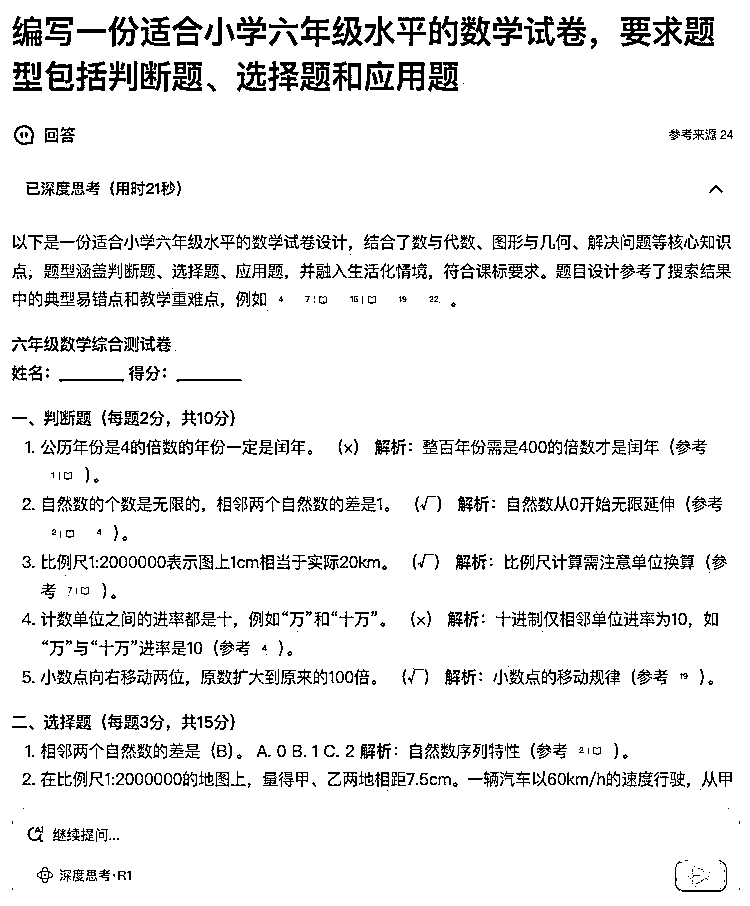 编写一份适合小学六年级水平的数学试卷，要求题
型包括判断题、选择题和应用题
回答
参考来源 24
已深度思考（用时21秒）
以下是一份适合小学六年级水平的数学试卷设计，结合了数与代数、图形与几何、解决问题等核心知识
点，题型涵盖判断题、选择题、应用题，并融入生活化情境，符合课标要求。题目设计参考了搜索结果
中的典型易错点和教学重难点，例如 4 7 15 19 22 。
六年级数学综合测试卷
姓名：________ 得分：________
一、判断题（每题2分，共10分）
1. 公历年份是4的倍数的年份一定是闰年。 （×） 解析：整百年份需是400的倍数才是闰年（参考
1 ）。
2. 自然数的个数是无限的，相邻两个自然数的差是1。 （√） 解析：自然数从0开始无限延伸（参考
2 4 ）。
3. 比例尺1:2000000表示图上1cm相当于实际20km。 （√） 解析：比例尺计算需注意单位换算（参
考 7 ）。
4. 计数单位之间的进率都是十，例如“万”和“十万”。 （×） 解析：十进制仅相邻单位进率为10，如
“万”与“十万”进率是10（参考 4 ）。
5. 小数点向右移动两位，原数扩大到原来的100倍。 （√） 解析：小数点的移动规律（参考 19 ）。
二、选择题（每题3分，共15分）
1. 相邻两个自然数的差是（B）。 A. 0 B. 1 C. 2 解析：自然数序列特性（参考 2 ）。
2. 在比例尺1:2000000的地图上，量得甲、乙两地相距7.5cm。一辆汽车以60km/h的速度行驶，从甲
继续提问...
深度思考·R1